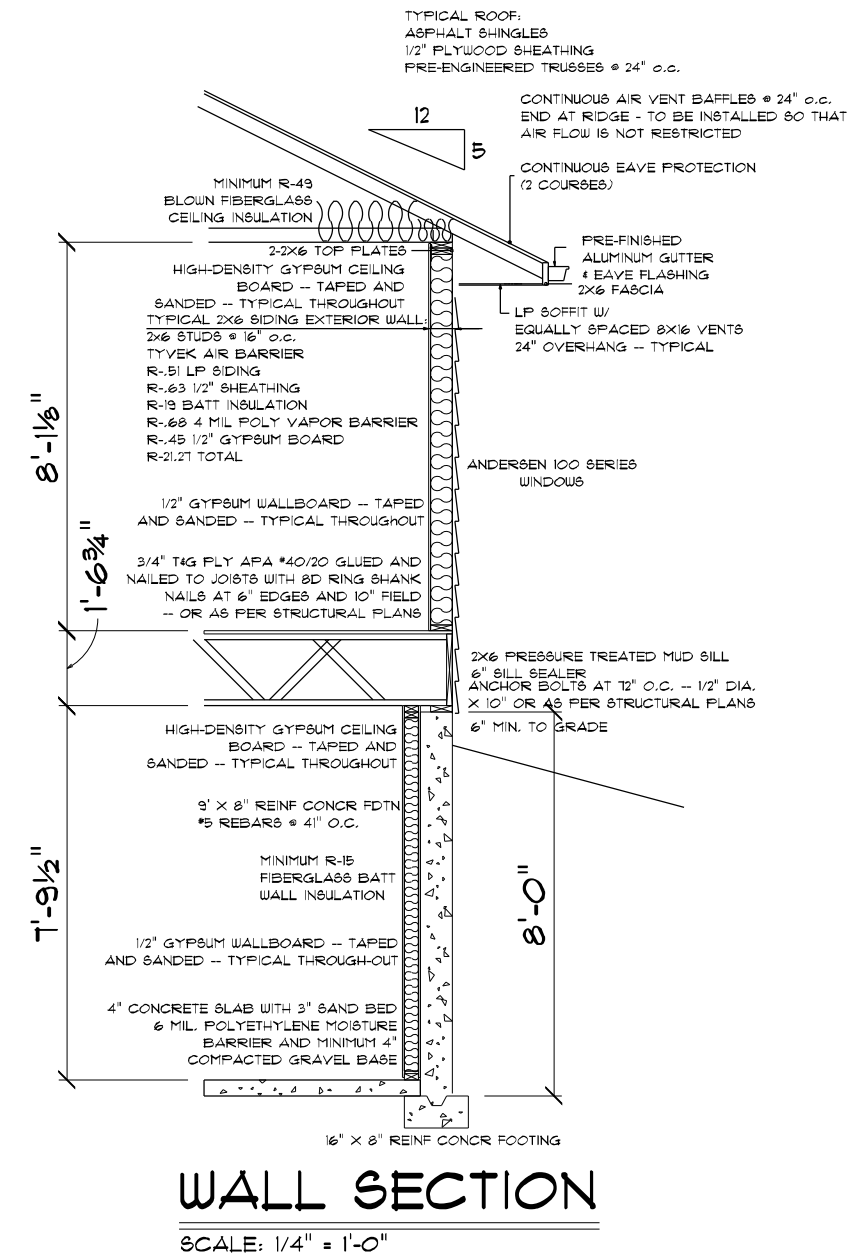 TYPICAL ROOF:
ASPHALT SHINGLES
1/2" PLYWOOD SHEATHING
PRE-ENGINEERED TRUSSES @ 24" o.c.
CONTINUOUS AIR VENT BAFFLES @ 24" o.c.
END AT RIDGE - TO BE INSTALLED SO THAT
AIR FLOW IS NOT RESTRICTED
12
5
CONTINUOUS EAVE PROTECTION
(2 COURSES)
MINIMUM R-49
BLOWN FIBERGLASS
CEILING INSULATION
PRE-FINISHED
ALUMINUM GUTTER
& EAVE FLASHING
2X6 FASCIA
2-2X6 TOP PLATES
HIGH-DENSITY GYPSUM CEILING
BOARD -- TAPED AND
SANDED -- TYPICAL THROUGHOUT
LP SOFFIT W/
EQUALLY SPACED 8X16 VENTS
24" OVERHANG -- TYPICAL
TYPICAL 2X6 SIDING EXTERIOR WALL:
2x6 STUDS @ 16" o.c.
TYVEK AIR BARRIER
R-.51 LP SIDING
R-.63 1/2" SHEATHING
R-19 BATT INSULATION
R-.68 4 MIL POLY VAPOR BARRIER
R-.45 1/2" GYPSUM BOARD
R-21.27 TOTAL
8'-1 1/8"
ANDERSEN 100 SERIES
WINDOWS
1/2" GYPSUM WALLBOARD -- TAPED
AND SANDED -- TYPICAL THROUGhOUT
1'-6 3/4"
3/4" T&G PLY APA #40/20 GLUED AND
NAILED TO JOISTS WITH 8D RING SHANK
NAILS AT 6" EDGES AND 10" FIELD
-- OR AS PER STRUCTURAL PLANS
2X6 PRESSURE TREATED MUD SILL
6" SILL SEALER
ANCHOR BOLTS AT 72" O.C. -- 1/2" DIA.
X 10" OR AS PER STRUCTURAL PLANS
6" MIN. TO GRADE
HIGH-DENSITY GYPSUM CEILING
BOARD -- TAPED AND
SANDED -- TYPICAL THROUGHOUT
9' X 8" REINF CONCR FDTN
#5 REBARS @ 41" O.C.
MINIMUM R-15
FIBERGLASS BATT
WALL INSULATION
7'-9 1/2"
8'-0"
1/2" GYPSUM WALLBOARD -- TAPED
AND SANDED -- TYPICAL THROUGH-OUT
4" CONCRETE SLAB WITH 3" SAND BED
6 MIL. POLYETHYLENE MOISTURE
BARRIER AND MINIMUM 4"
COMPACTED GRAVEL BASE
16" X 8" REINF CONCR FOOTING
WALL SECTION
SCALE: 1/4" = 1'-0"